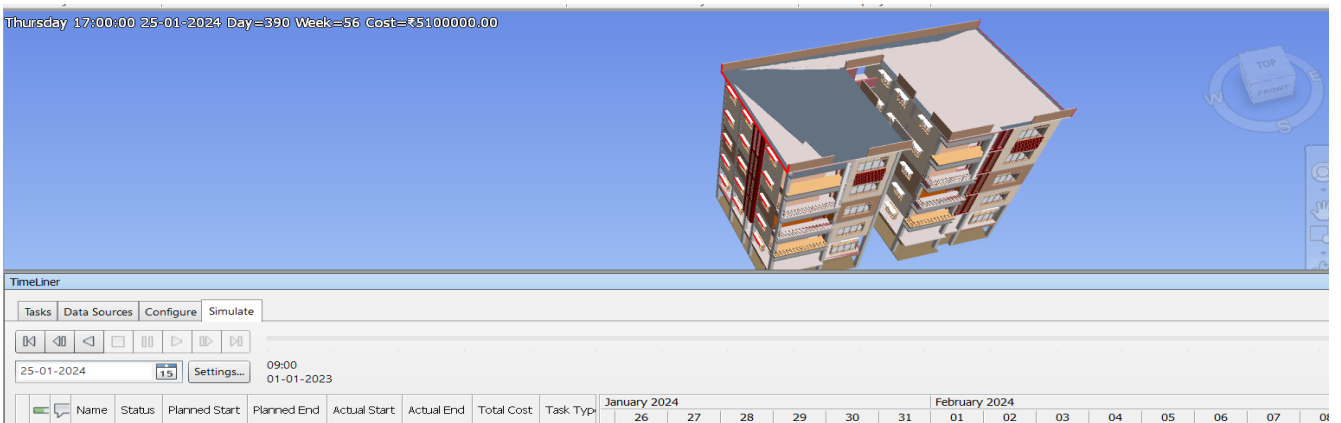 Thursday 17:00:00 25-01-2024 Day=390 Week=56 Cost=₹5100000.00
TOP
FRONT
W
E
S
TimeLiner
Tasks Data Sources Configure Simulate
25-01-2024 15 Settings... 09:00
01-01-2023
Name Status Planned Start Planned End Actual Start Actual End Total Cost Task Typ January 2024 February 2024
26 27 28 29 30 31 01 02 03 04 05 06 07 08